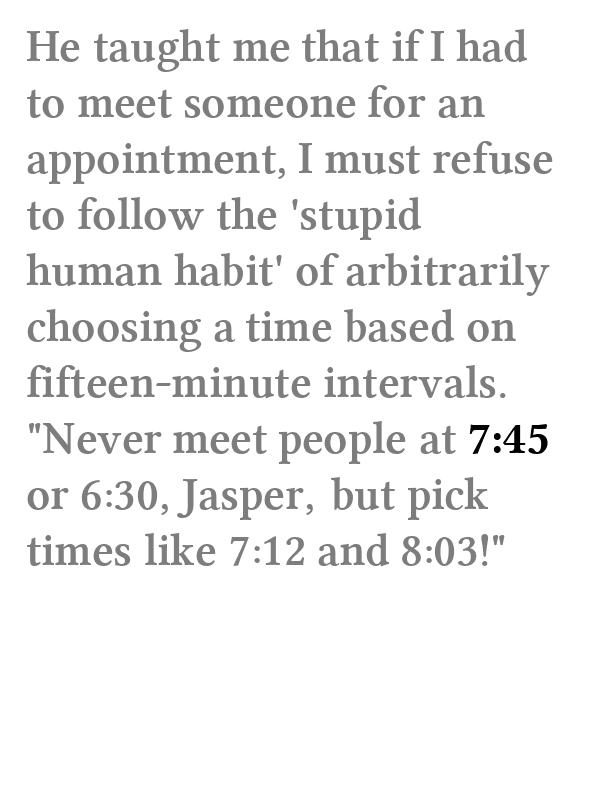 He taught me that if I had
to meet someone for an
appointment, I must refuse
to follow the 'stupid
human habit' of arbitrarily
choosing a time based on
fifteen-minute intervals.
"Never meet people at 7:45
or 6:30, Jasper, but pick
times like 7:12 and 8:03!"